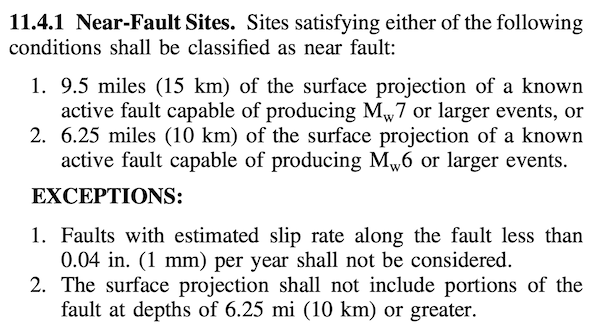 11.4.1 Near-Fault Sites. Sites satisfying either of the following
conditions shall be classified as near fault:
1. 9.5 miles (15 km) of the surface projection of a known
active fault capable of producing Mw7 or larger events, or
2. 6.25 miles (10 km) of the surface projection of a known
active fault capable of producing Mw6 or larger events.
EXCEPTIONS:
1. Faults with estimated slip rate along the fault less than
0.04 in. (1 mm) per year shall not be considered.
2. The surface projection shall not include portions of the
fault at depths of 6.25 mi (10 km) or greater.